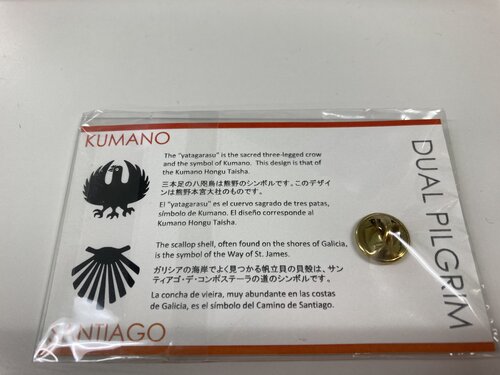 KUMANO
The "yatagarasu" is the sacred three-legged crow
and the symbol of Kumano. This design is that of
the Kumano Hongu Taisha.
三本足の八咫烏は熊野のシンボルです。このデザイ
ンは熊野本宮大社のものです。
El "yatagarasu" es el cuervo sagrado de tres patas,
símbolo de Kumano. El diseño corresponde al
Kumano Hongu Taisha.
The scallop shell, often found on the shores of Galicia,
is the symbol of the Way of St. James.
ガリシアの海岸でよく見つかる帆立貝の貝殻は、サン
ティアゴ・デ・コンポステーラの道のシンボルです。
La concha de vieira, muy abundante en las costas
de Galicia, es el símbolo del Camino de Santiago.
SANTIAGO
DUAL PILGRIM